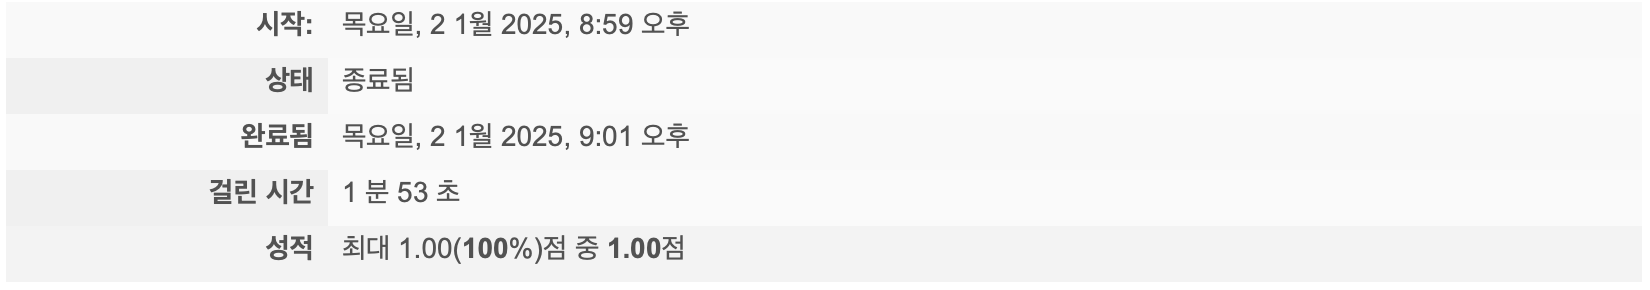 시작: 목요일, 2 1월 2025, 8:59 오후
상태 종료됨
완료됨 목요일, 2 1월 2025, 9:01 오후
걸린 시간 1 분 53 초
성적 최대 1.00(100%)점 중 1.00점